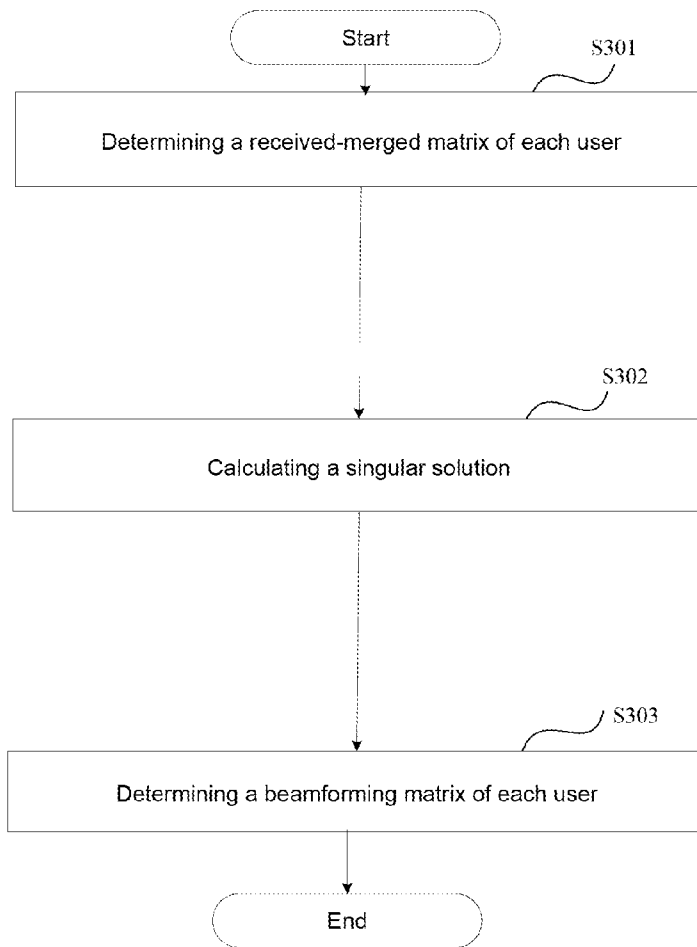 Start
S301
Determining a received-merged matrix of each user
S302
Calculating a singular solution
S303
Determining a beamforming matrix of each user
End